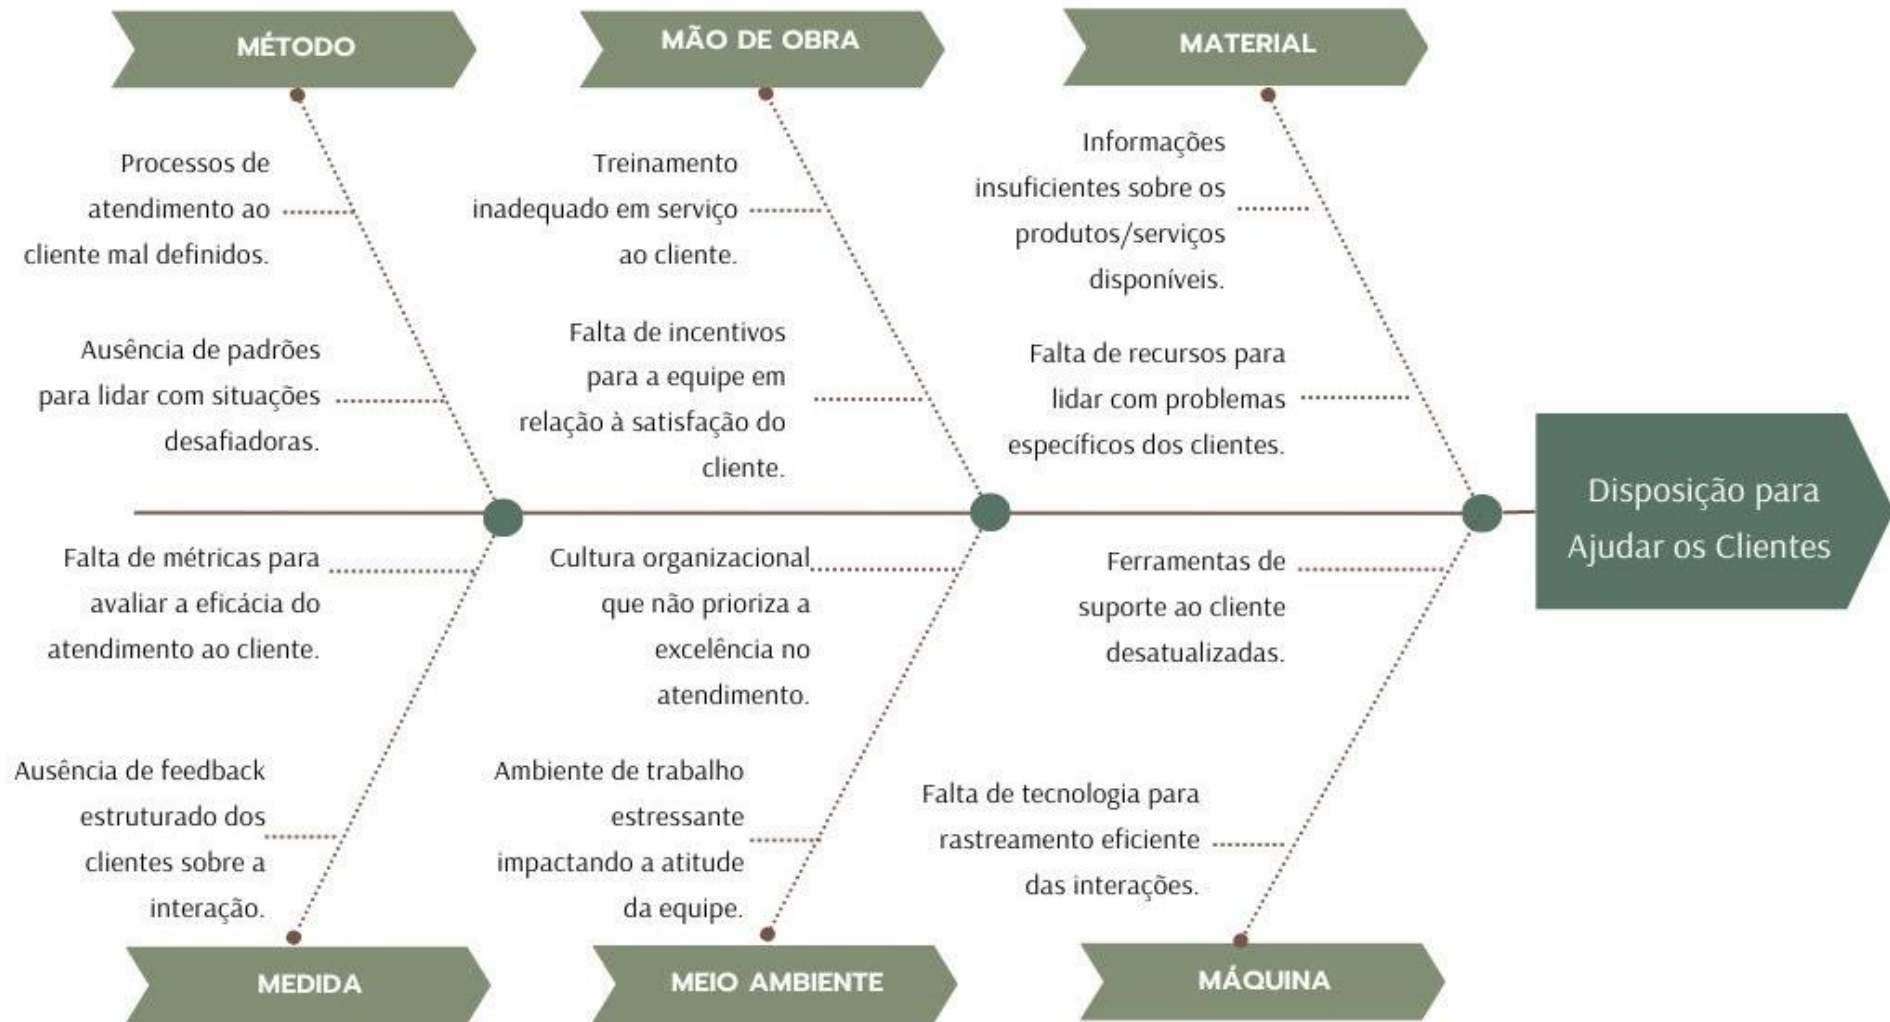 MÉTODO
MÃO DE OBRA
MATERIAL
Processos de
atendimento ao
cliente mal definidos.
Ausência de padrões
para lidar com situações
desafiadoras.
Treinamento
inadequado em serviço
ao cliente.
Falta de incentivos
para a equipe em
relação à satisfação do
cliente.
Informações
insuficientes sobre os
produtos/serviços
disponíveis.
Falta de recursos para
lidar com problemas
específicos dos clientes.
Disposição para
Ajudar os Clientes
Falta de métricas para
avaliar a eficácia do
atendimento ao cliente.
Ausência de feedback
estruturado dos
clientes sobre a
interação.
Cultura organizacional
que não prioriza a
excelência no
atendimento.
Ambiente de trabalho
estressante
impactando a atitude
da equipe.
Ferramentas de
suporte ao cliente
desatualizadas.
Falta de tecnologia para
rastreamento eficiente
das interações.
MEDIDA
MEIO AMBIENTE
MÁQUINA